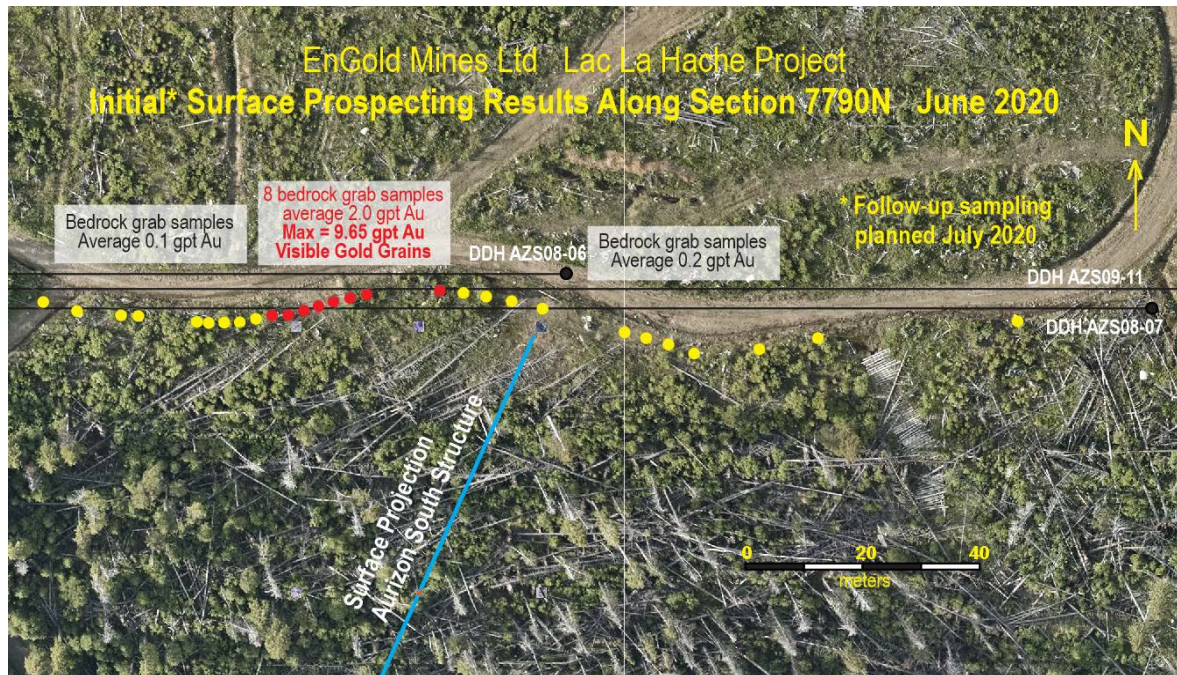 EnGold Mines Ltd Lac La Hache Project
Initial* Surface Prospecting Results Along Section 7790N June 2020
N
8 bedrock grab samples
average 2.0 gpt Au
Max = 9.65 gpt Au
Visible Gold Grains
Bedrock grab samples
Average 0.1 gpt Au
* Follow-up sampling
planned July 2020
DDH AZS08-06
Bedrock grab samples
Average 0.2 gpt Au
DDH AZS09-11
DDH AZS08-07
Surface Projection
Aurizon South Structure
0 20 40
meters